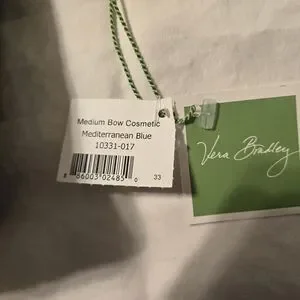 Medium Bow Cosmetic
Mediterranean Blue
10331-017
8 86003 02485 0 33
Vera Bradley